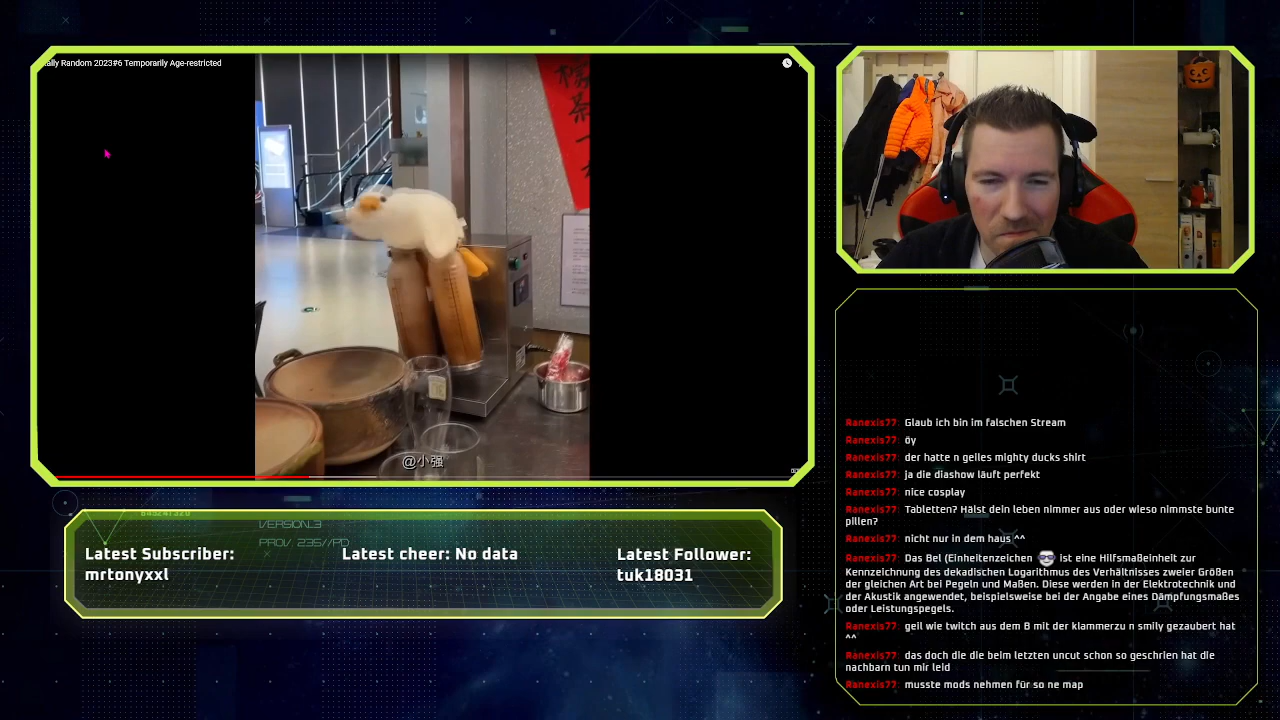 ally Random 2023#6 Temporarily Age-restricted
@小强
VERSION_3
PROV. 235//PD
Latest Subscriber:
mrtonyxxl
Latest cheer: No data
Latest Follower:
tuk18031
Ranexis77: Glaub ich bin im falschen Stream
Ranexis77: öy
Ranexis77: der hatte n gelles mighty ducks shirt
Ranexis77: ja die diashow läuft perfekt
Ranexis77: nice cosplay
Ranexis77: Tabletten? Hälst dein leben nimmer aus oder wieso nimmste bunte
pillen?
Ranexis77: nicht nur in dem haus ^^
Ranexis77: Das Bel (Einheitenzeichen ist eine Hilfsmaßeinheit zur
Kennzeichnung des dekadischen Logarithmus des Verhältnisses zweier Größen
der gleichen Art bei Pegeln und Maßen. Diese werden in der Elektrotechnik und
der Akustik angewendet, beispielsweise bei der Angabe eines Dämpfungsmaßes
oder Leistungspegels.
Ranexis77: geil wie twitch aus dem B mit der klammerzu n smily gezaubert hat
^^
Ranexis77: das doch die die beim letzten uncut schon so geschrien hat die
nachbarn tun mir leid
Ranexis77: musste mods nehmen für so ne map